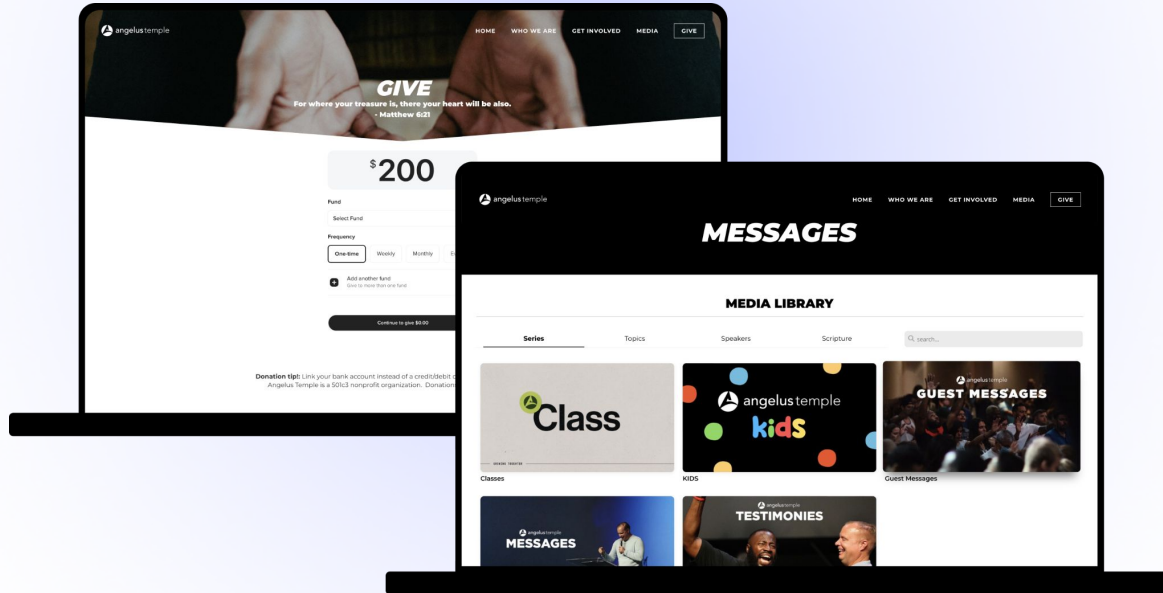 angelus temple
HOME WHO WE ARE GET INVOLVED MEDIA GIVE
GIVE
For where your treasure is, there your heart will be also.
- Matthew 6:21
$200
Fund
Select Fund
Frequency
One-time Weekly Monthly
Add another fund
Give to more than one fund
Continue to give $0.00
Donation tip!: Link your bank account instead of a credit/debit
Angelus Temple is a 501c3 nonprofit organization. Donations
angelus temple
HOME WHO WE ARE GET INVOLVED MEDIA GIVE
MESSAGES
MEDIA LIBRARY
Series Topics Speakers Scripture search...
Class
Classes
angelus temple
kids
KIDS
angelus temple
GUEST MESSAGES
Guest Messages
angelus temple
MESSAGES
angelus temple
TESTIMONIES